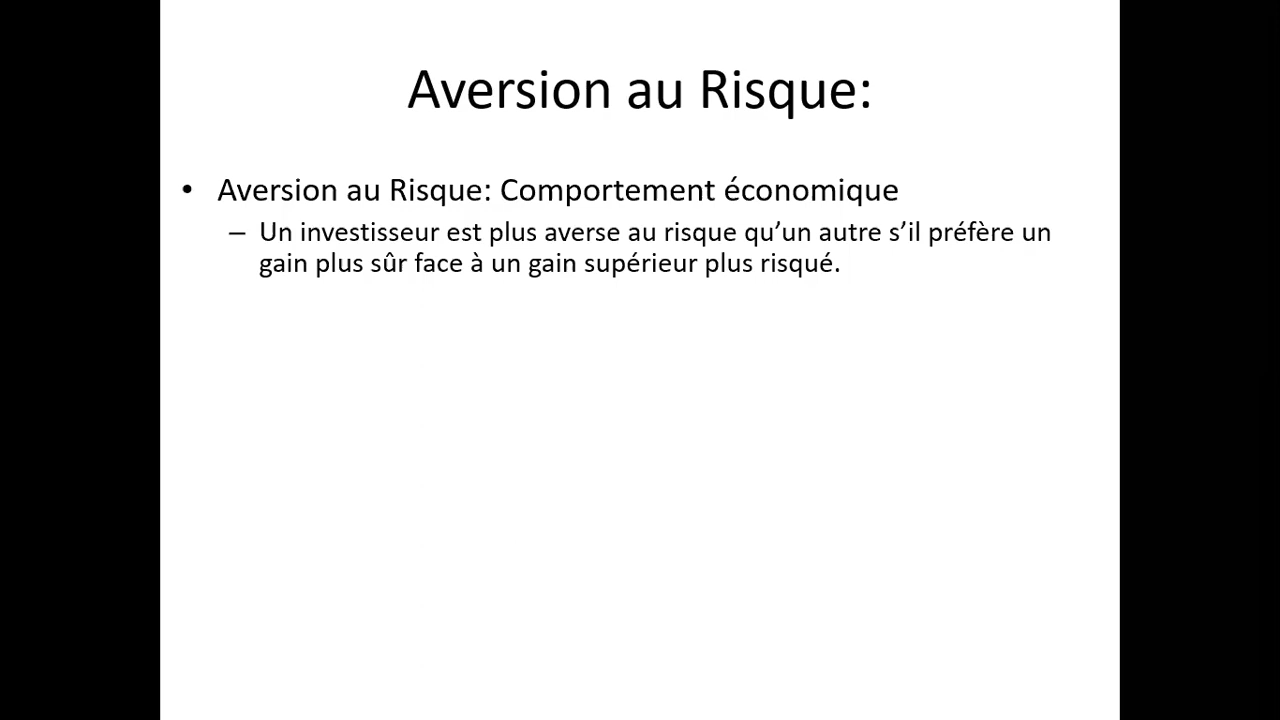 Aversion au Risque:
• Aversion au Risque: Comportement économique
– Un investisseur est plus averse au risque qu’un autre s’il préfère un
gain plus sûr face à un gain supérieur plus risqué.